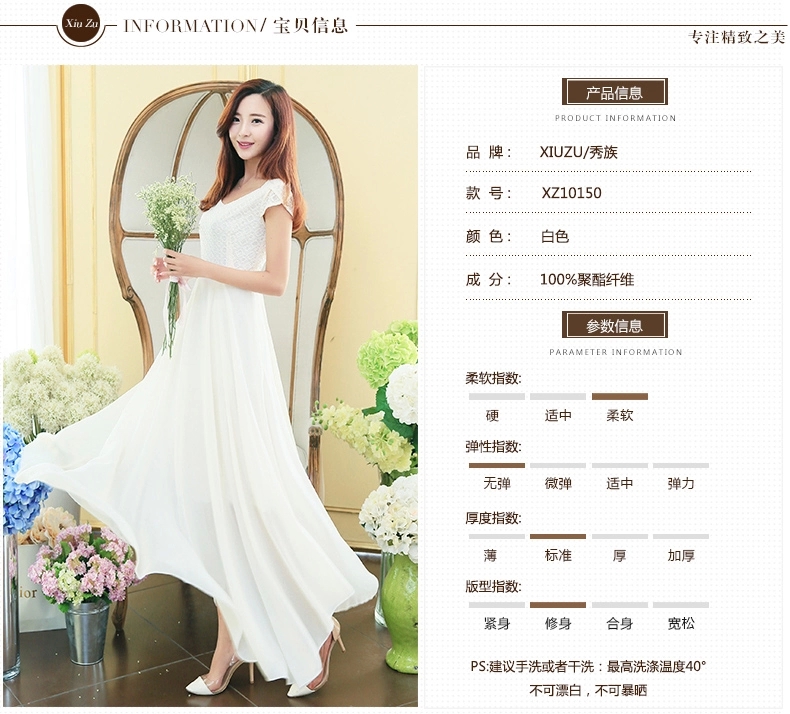 Xiu Zu
INFORMATION/ 宝贝信息
专注精致之美
产品信息
PRODUCT INFORMATION
品 牌： XIUZU/秀族
款 号： XZ10150
颜 色： 白色
成 分： 100%聚酯纤维
参数信息
PARAMETER INFORMATION
柔软指数:
硬 适中 柔软
弹性指数:
无弹 微弹 适中 弹力
厚度指数:
薄 标准 厚 加厚
版型指数:
紧身 修身 合身 宽松
PS:建议手洗或者干洗：最高洗涤温度40°
不可漂白，不可暴晒
ior